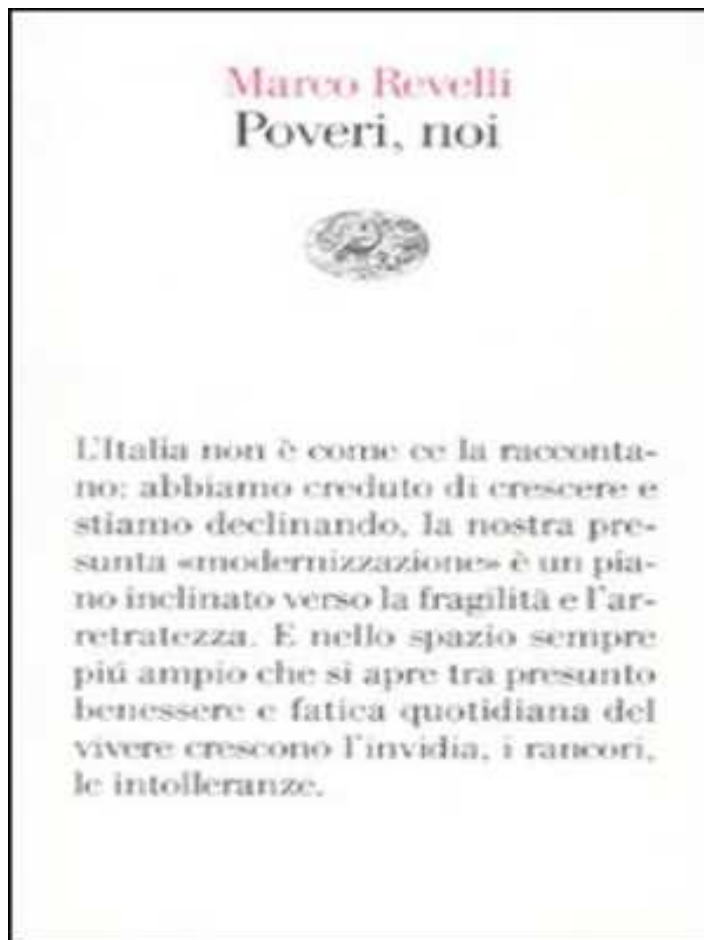 Marco Revelli
Poveri, noi
L'Italia non è come ce la racconta-
no: abbiamo creduto di crescere e
stiamo declinando, la nostra pre-
sunta «modernizzazione» è un pia-
no inclinato verso la fragilità e l'ar-
retratezza. E nello spazio sempre
piú ampio che si apre tra presunto
benessere e fatica quotidiana del
vivere crescono l'invidia, i rancori,
le intolleranze.